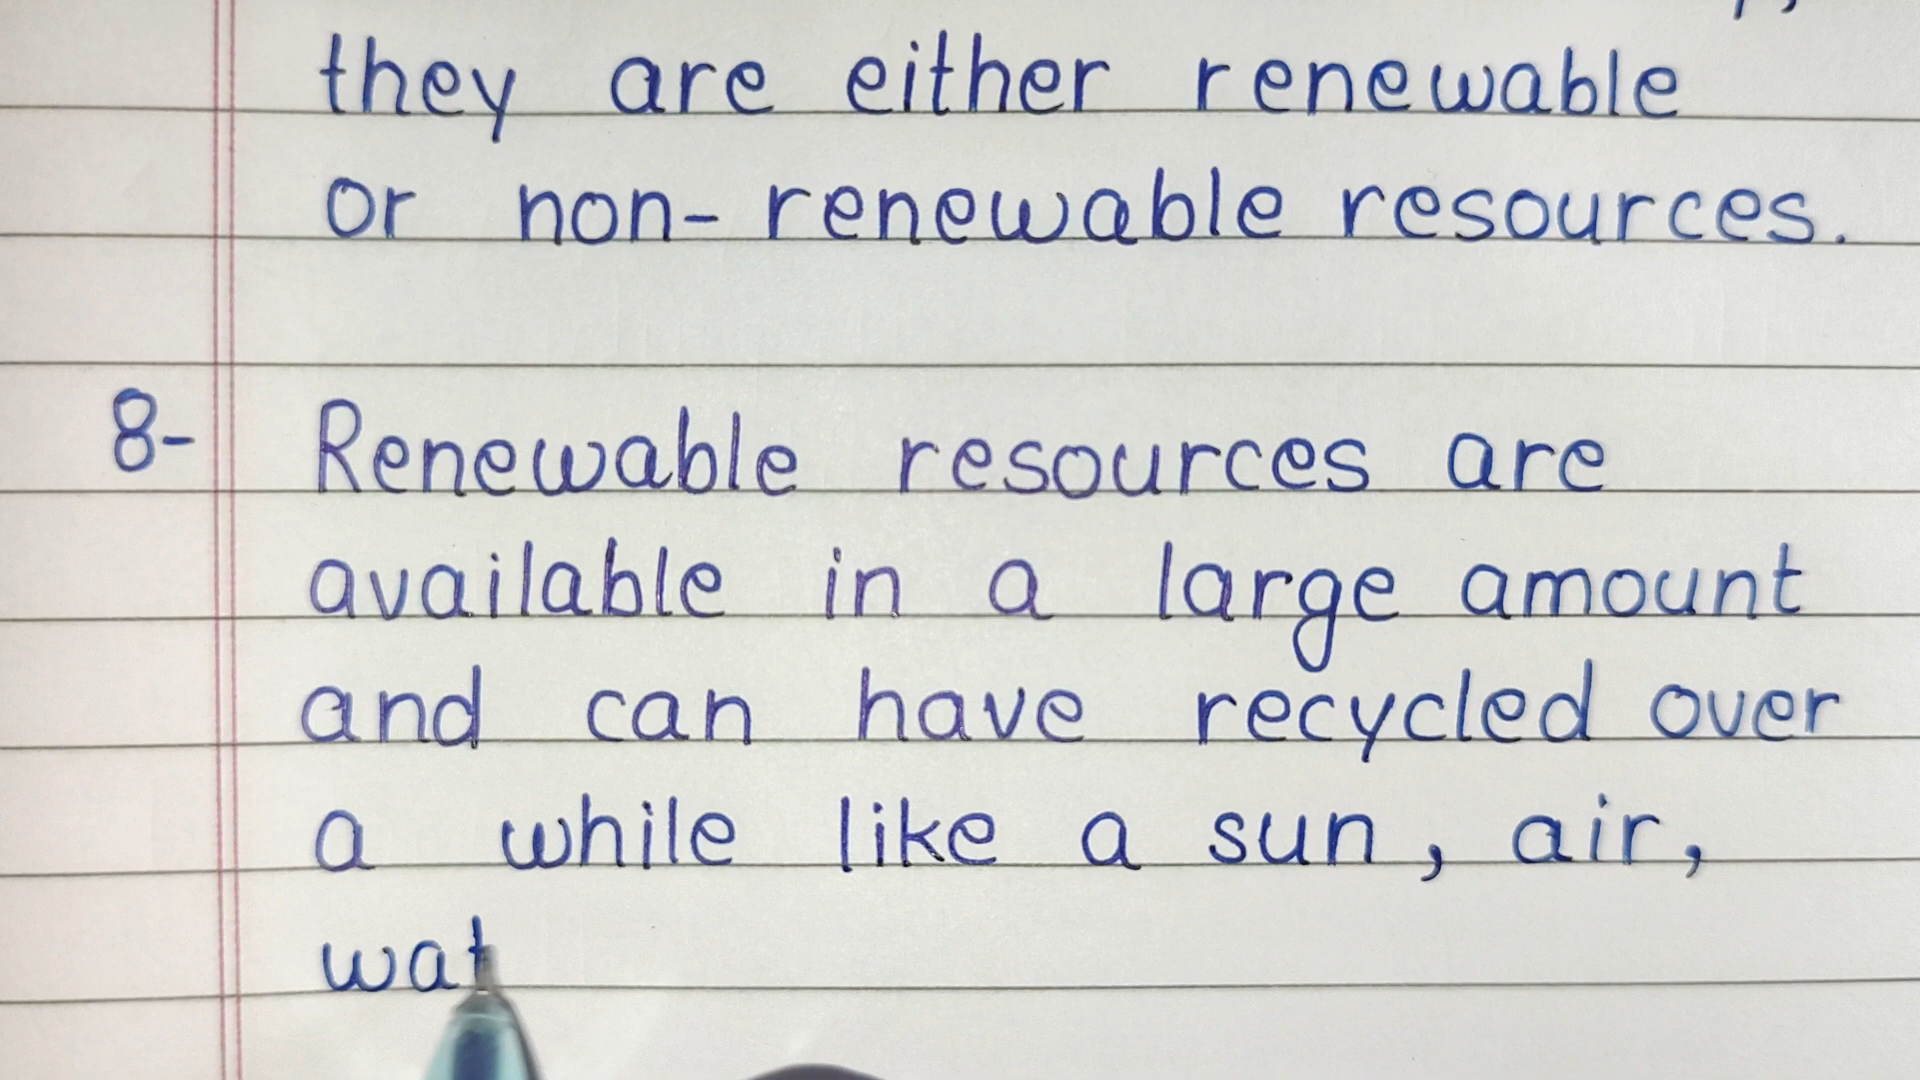 they are either renewable
or non-renewable resources.
8- Renewable resources are
available in a large amount
and can have recycled over
a while like a sun, air,
wat